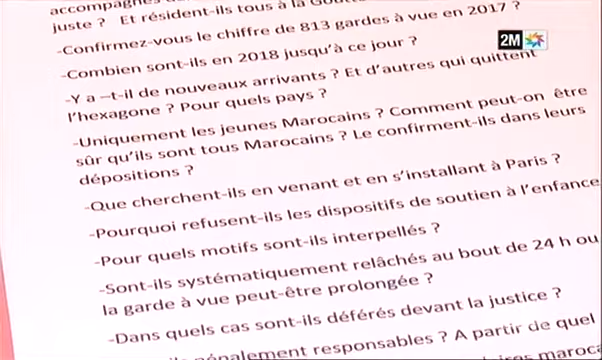 accompagnés
juste ? Et résident-ils tous à la Goutte
-Confirmez-vous le chiffre de 813 gardes à vue en 2017 ?
-Combien sont-ils en 2018 jusqu'à ce jour ?
2M
-Y a –t-il de nouveaux arrivants ? Et d'autres qui quittent
l'hexagone ? Pour quels pays ?
-Uniquement les jeunes Marocains ? Comment peut-on être
sûr qu'ils sont tous Marocains ? Le confirment-ils dans leurs
dépositions ?
-Que cherchent-ils en venant et en s'installant à Paris ?
-Pourquoi refusent-ils les dispositifs de soutien à l'enfance
-Pour quels motifs sont-ils interpellés ?
-Sont-ils systématiquement relâchés au bout de 24 h ou
la garde à vue peut-être prolongée ?
-Dans quels cas sont-ils déférés devant la justice ?
pénalement responsables ? A partir de quel
maroca